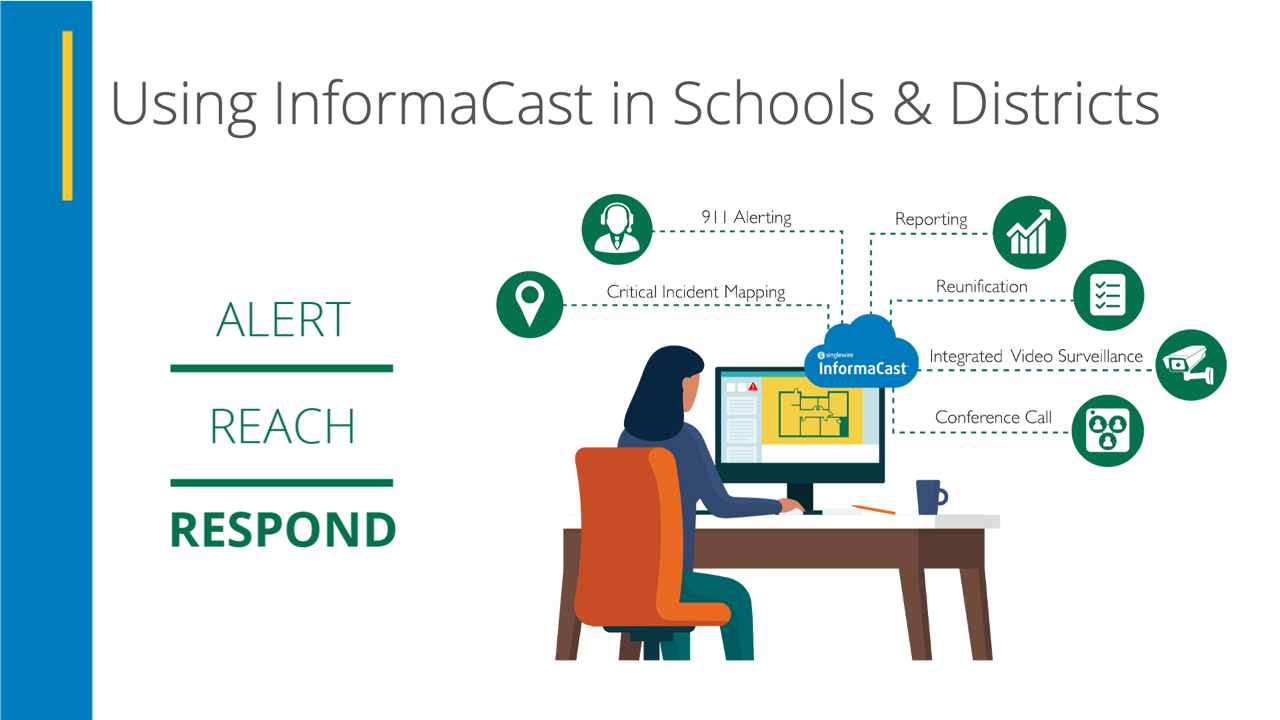 Using InformaCast in Schools & Districts
911 Alerting
Reporting
Critical Incident Mapping
Reunification
ALERT
singlewire
InformaCast
Integrated Video Surveillance
REACH
Conference Call
RESPOND